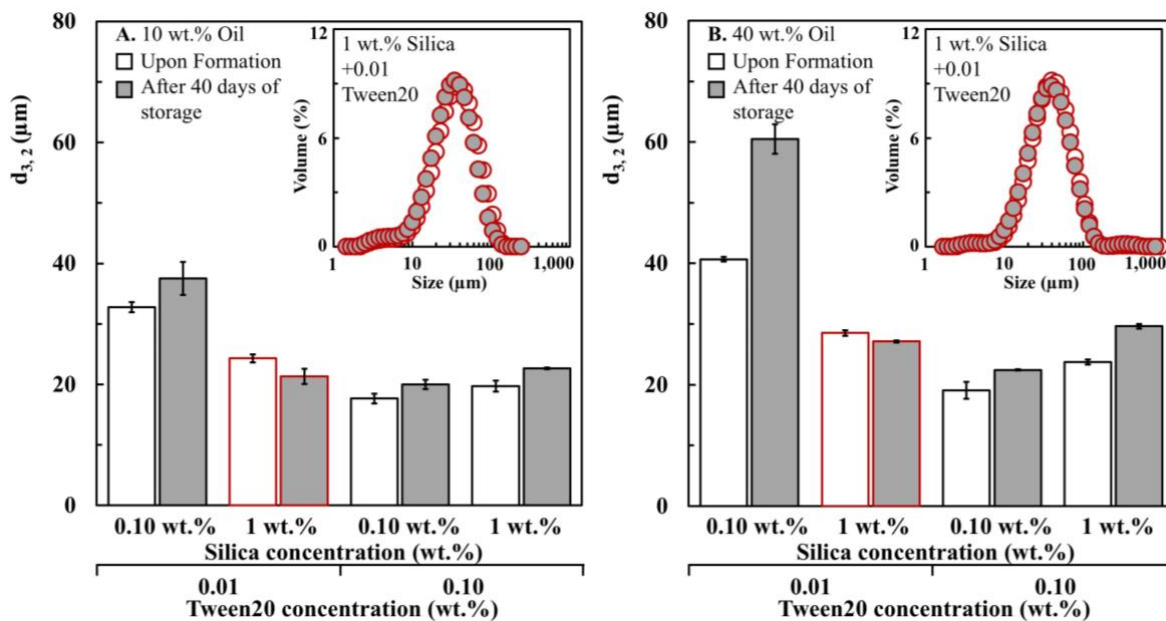 80
60
40
20
0
d3, 2 (µm)
A. 10 wt.% Oil
Upon Formation
After 40 days of
storage
12
6
0
Volume (%)
1 wt.% Silica
+0.01
Tween20
1 10 100 1,000
Size (µm)
0.10 wt.% 1 wt.% 0.10 wt.% 1 wt.%
Silica concentration (wt.%)
0.01 0.10
Tween20 concentration (wt.%)
80
60
40
20
0
d3, 2 (µm)
B. 40 wt.% Oil
Upon Formation
After 40 days of
storage
12
6
0
Volume (%)
1 wt.% Silica
+0.01
Tween20
1 10 100 1,000
Size (µm)
0.10 wt.% 1 wt.% 0.10 wt.% 1 wt.%
Silica concentration (wt.%)
0.01 0.10
Tween20 concentration (wt.%)